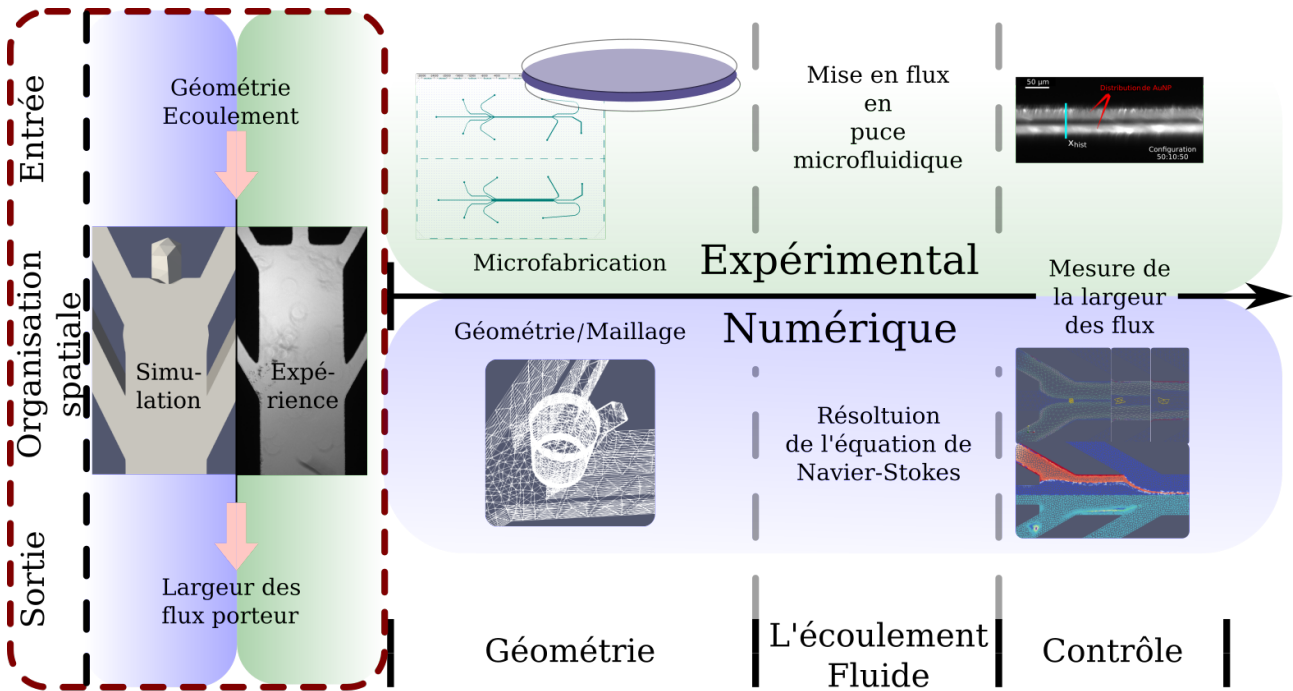 Entrée
Organisation
spatiale
Sortie
Géométrie
Ecoulement
Simu-
lation
Expé-
rience
Largeur des
flux porteur
Microfabrication
Mise en flux
en
puce
microfluidique
50 µm
Distribution de AuNP
Xhist
Configuration
50:10:50
Expérimental
Mesure de
la largeur
des flux
Numérique
Géométrie/Maillage
Résoltuion
de l'équation de
Navier-Stokes
Géométrie
L'écoulement
Fluide
Contrôle